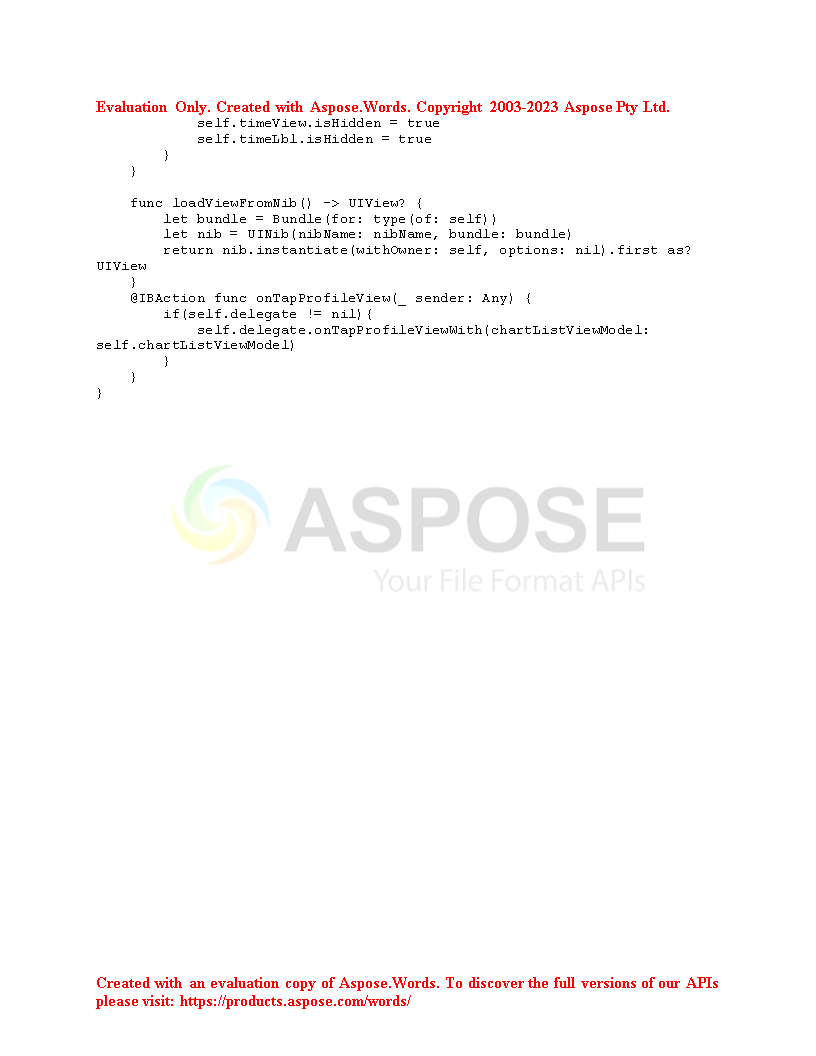 Evaluation Only. Created with Aspose.Words. Copyright 2003-2023 Aspose Pty Ltd.
            self.timeView.isHidden = true
            self.timeLbl.isHidden = true
        }
    }

    func loadViewFromNib() -> UIView? {
        let bundle = Bundle(for: type(of: self))
        let nib = UINib(nibName: nibName, bundle: bundle)
        return nib.instantiate(withOwner: self, options: nil).first as?
UIView
    }
    @IBAction func onTapProfileView(_ sender: Any) {
        if(self.delegate != nil){
            self.delegate.onTapProfileViewWith(chartListViewModel:
self.chartListViewModel)
        }
    }
}
ASPOSE
Your File Format APIs
Created with an evaluation copy of Aspose.Words. To discover the full versions of our APIs
please visit: https://products.aspose.com/words/